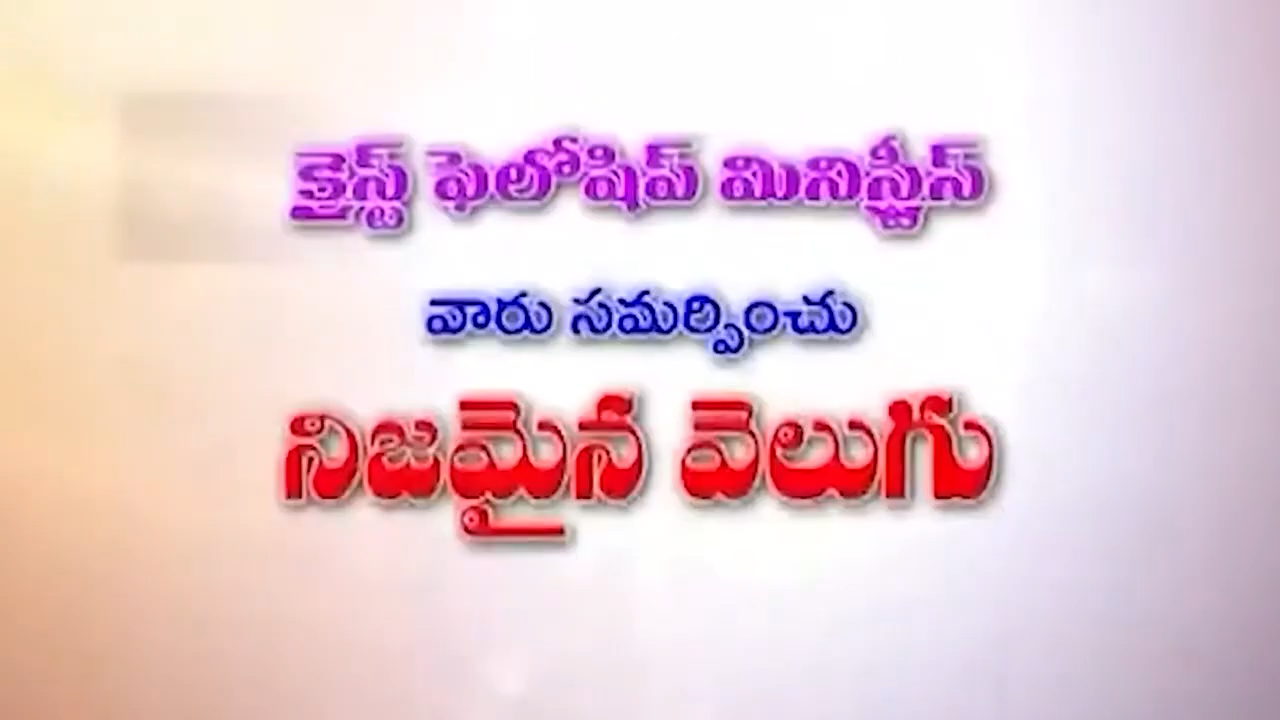 క్రైస్ట్ ఫెలోషిప్ మినిస్ట్రీస్
వారు సమర్పించు
నిజమైన వెలుగు